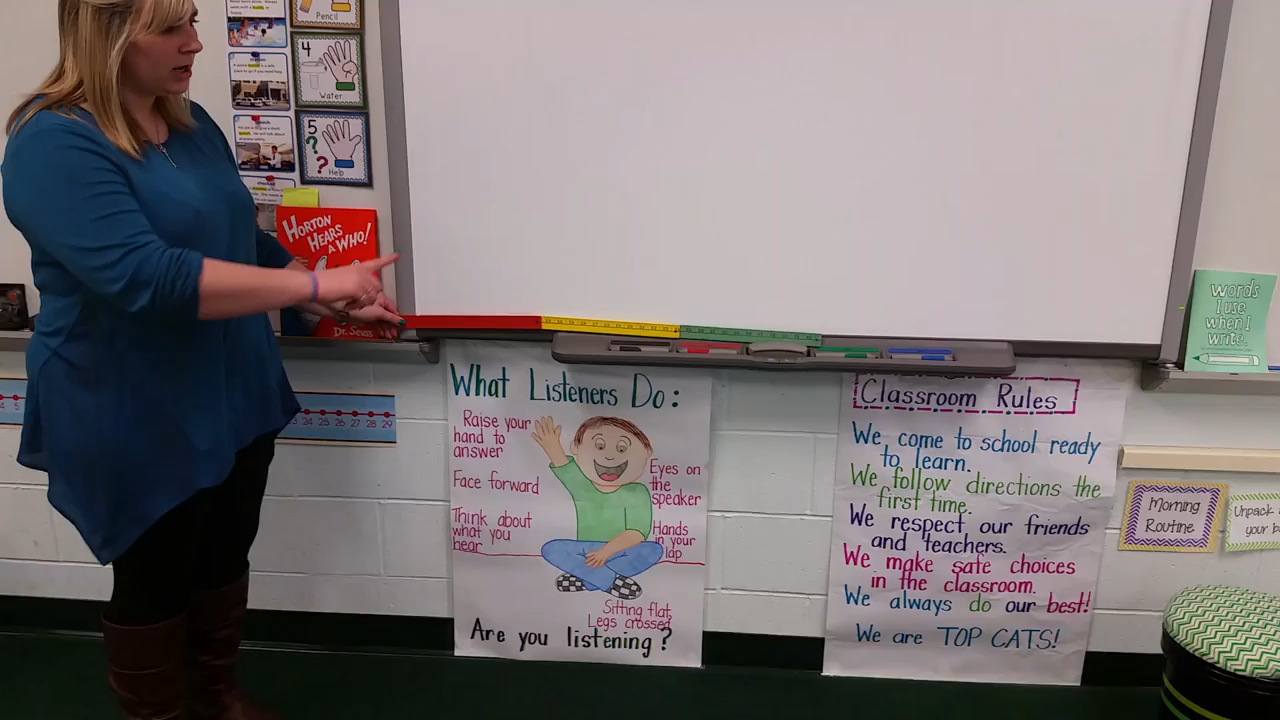 Pencil
4
Water
5
Help
HORTON
HEARS
A WHO!
Dr. Seuss
4 5
24 25 26 27 28 29
What Listeners Do:
Raise your
hand to
answer
Face forward
Think about
what you
hear
Eyes on
the
speaker
Hands
in your
lap
Sitting flat,
Legs crossed
Are you listening?
Classroom Rules
We come to school ready
to learn.
We follow directions the
first time.
We respect our friends
and teachers.
We make safe choices
in the classroom.
We always do our best!
We are TOP CATS!
words
I use
when I
write.
Morning
Routine
Unpack
your